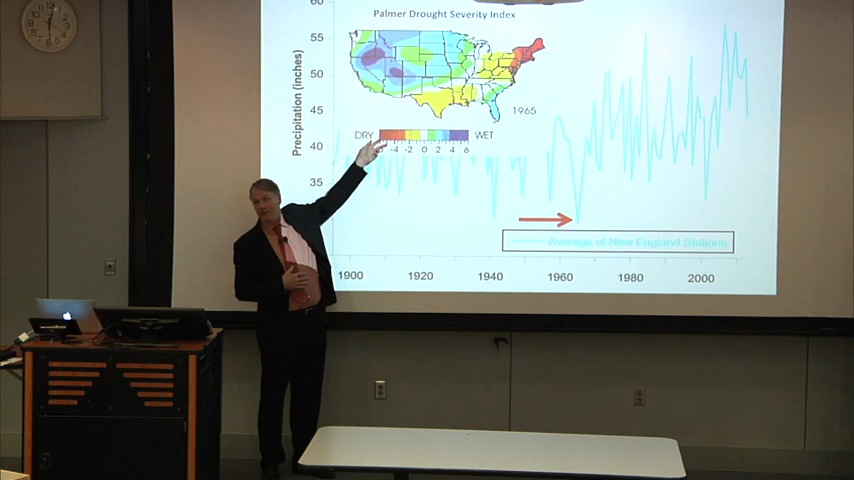 60
Palmer Drought Severity Index
55
50
45
40
35
Precipitation (inches)
1965
DRY
WET
-4 -2 0 2 4 6
Average of New England Stations
1900 1920 1940 1960 1980 2000